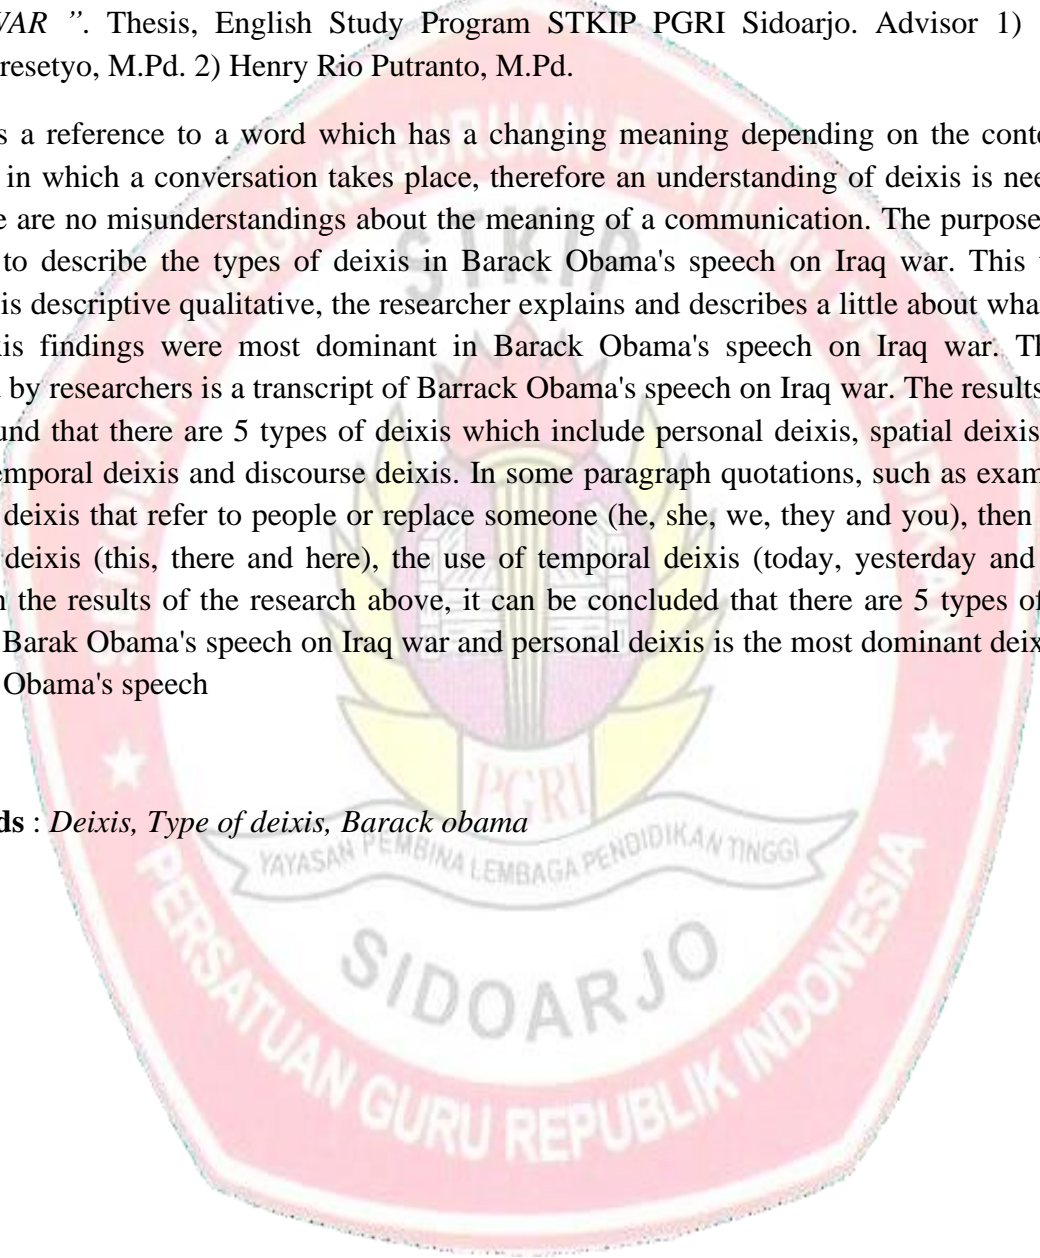 VAR ”. Thesis, English Study Program STKIP PGRI Sidoarjo. Advisor 1)
resetyo, M.Pd. 2) Henry Rio Putranto, M.Pd.
s a reference to a word which has a changing meaning depending on the conte
in which a conversation takes place, therefore an understanding of deixis is nee
e are no misunderstandings about the meaning of a communication. The purpose
to describe the types of deixis in Barack Obama's speech on Iraq war. This
is descriptive qualitative, the researcher explains and describes a little about wha
is findings were most dominant in Barack Obama's speech on Iraq war. Th
by researchers is a transcript of Barrack Obama's speech on Iraq war. The results
und that there are 5 types of deixis which include personal deixis, spatial deixis
emporal deixis and discourse deixis. In some paragraph quotations, such as exam
deixis that refer to people or replace someone (he, she, we, they and you), then
deixis (this, there and here), the use of temporal deixis (today, yesterday and
n the results of the research above, it can be concluded that there are 5 types of
Barak Obama's speech on Iraq war and personal deixis is the most dominant deix
Obama's speech
ds : Deixis, Type of deixis, Barack obama
STKIP
PGRI
YAYASAN PEMBINA LEMBAGA PENDIDIKAN TINGGI
SIDOARJO
PERSATUAN GURU REPUBLIK INDONESIA